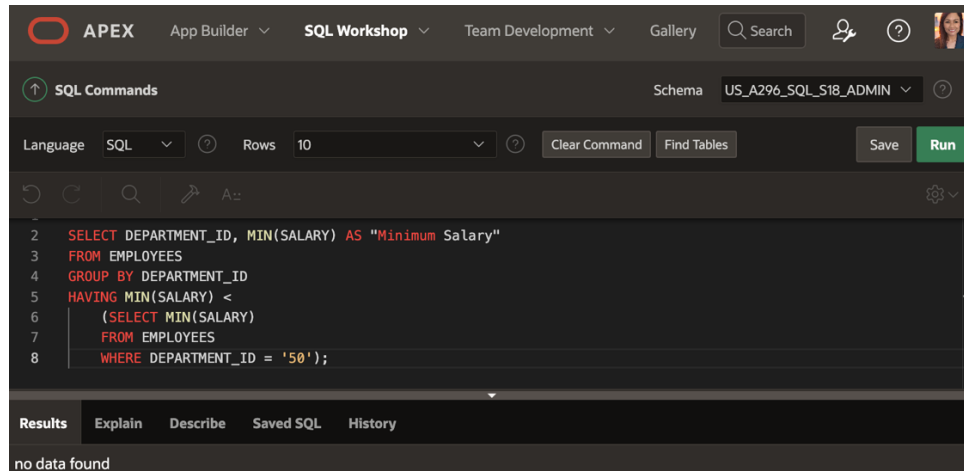 APEX App Builder SQL Workshop Team Development Gallery Search ?
SQL Commands Schema US_A296_SQL_S18_ADMIN ?
Language SQL ? Rows 10 ? Clear Command Find Tables Save Run
A::
2 SELECT DEPARTMENT_ID, MIN(SALARY) AS "Minimum Salary"
3 FROM EMPLOYEES
4 GROUP BY DEPARTMENT_ID
5 HAVING MIN(SALARY) <
6 (SELECT MIN(SALARY)
7 FROM EMPLOYEES
8 WHERE DEPARTMENT_ID = '50');
Results Explain Describe Saved SQL History
no data found